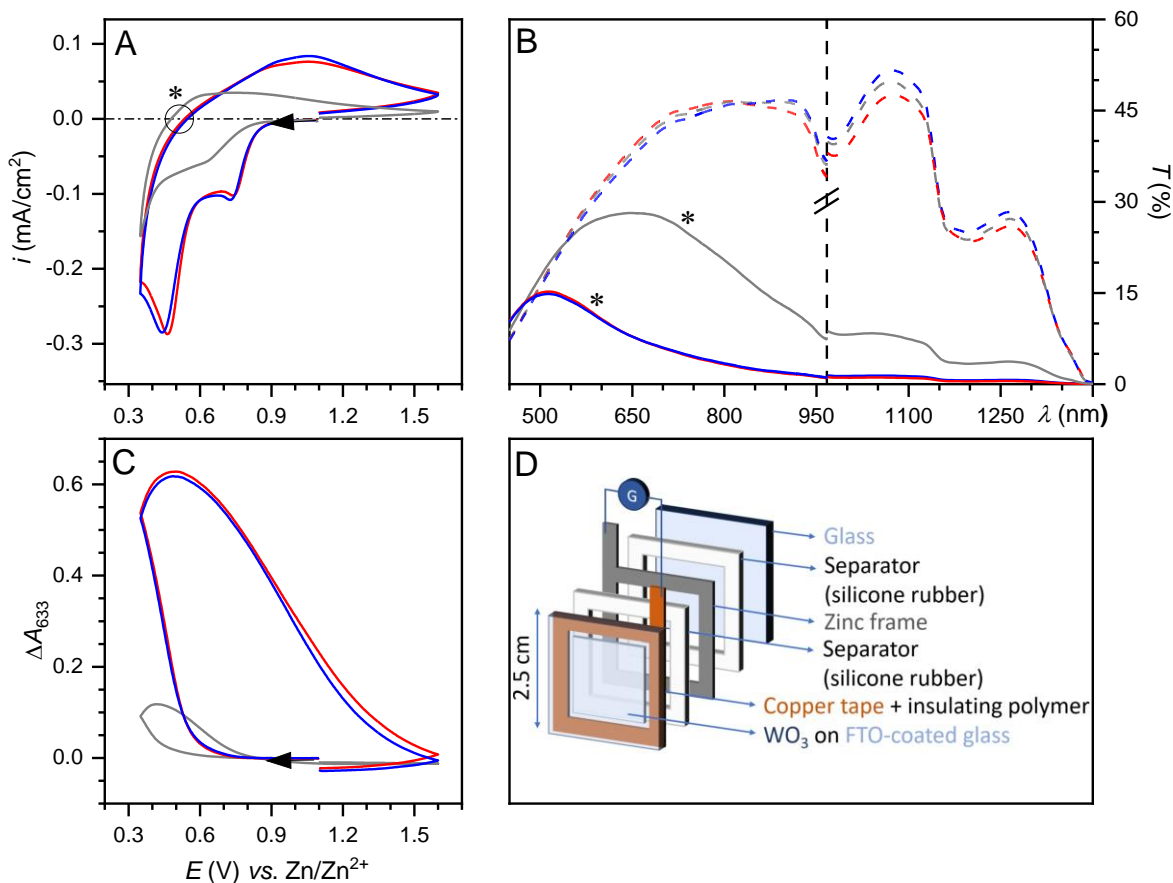 A
*
0.1
0.0
-0.1
-0.2
-0.3
i (mA/cm²)
0.3 0.6 0.9 1.2 1.5
B
*
*
60
45
30
15
0
T (%)
500 650 800 950 1100 1250 λ (nm)
C
0.6
0.4
0.2
0.0
ΔA₆₃₃
0.3 0.6 0.9 1.2 1.5
E (V) vs. Zn/Zn²⁺
D
G
Glass
Separator
(silicone rubber)
Zinc frame
Separator
(silicone rubber)
Copper tape + insulating polymer
WO₃ on FTO-coated glass
2.5 cm